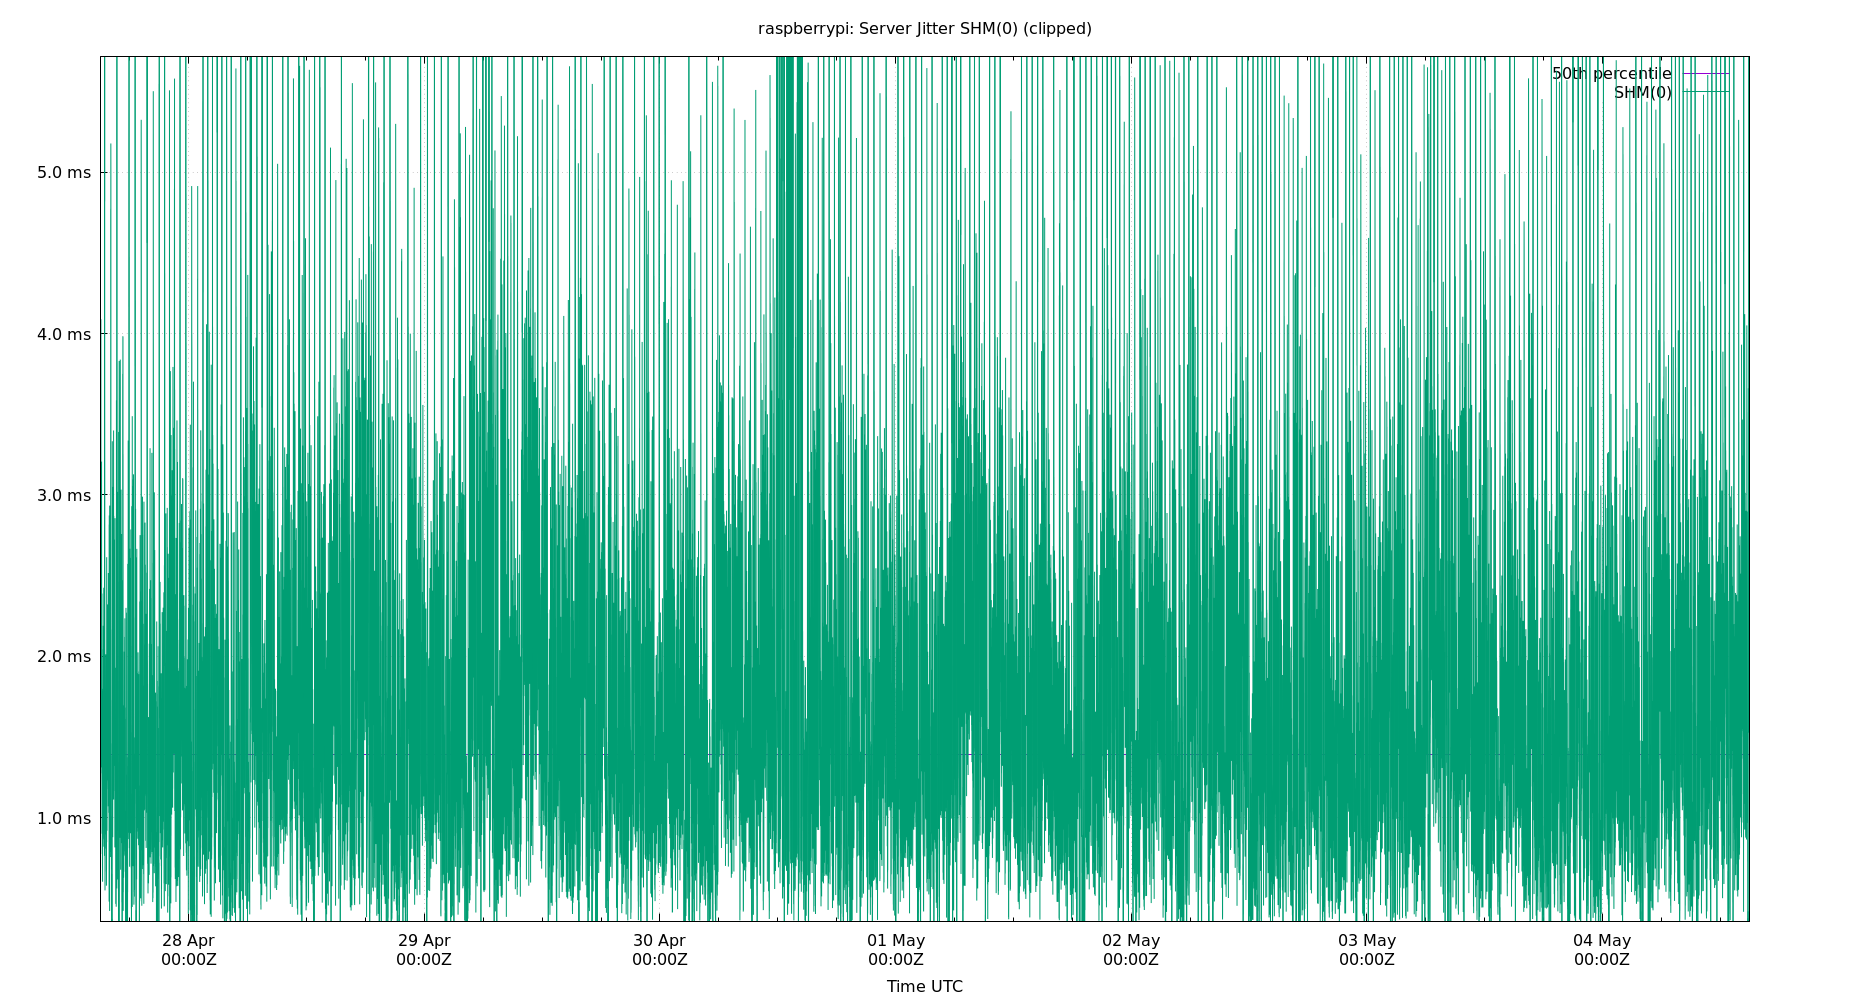 raspberrypi: Server Jitter SHM(0) (clipped)
50th percentile
SHM(0)
5.0 ms
4.0 ms
3.0 ms
2.0 ms
1.0 ms
28 Apr 29 Apr 30 Apr 01 May 02 May 03 May 04 May
00:00Z 00:00Z 00:00Z 00:00Z 00:00Z 00:00Z 00:00Z
Time UTC